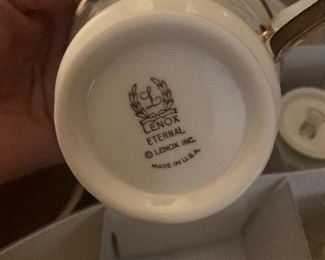 L
LENOX
ETERNAL
© LENOX INC.
MADE IN U.S.A.